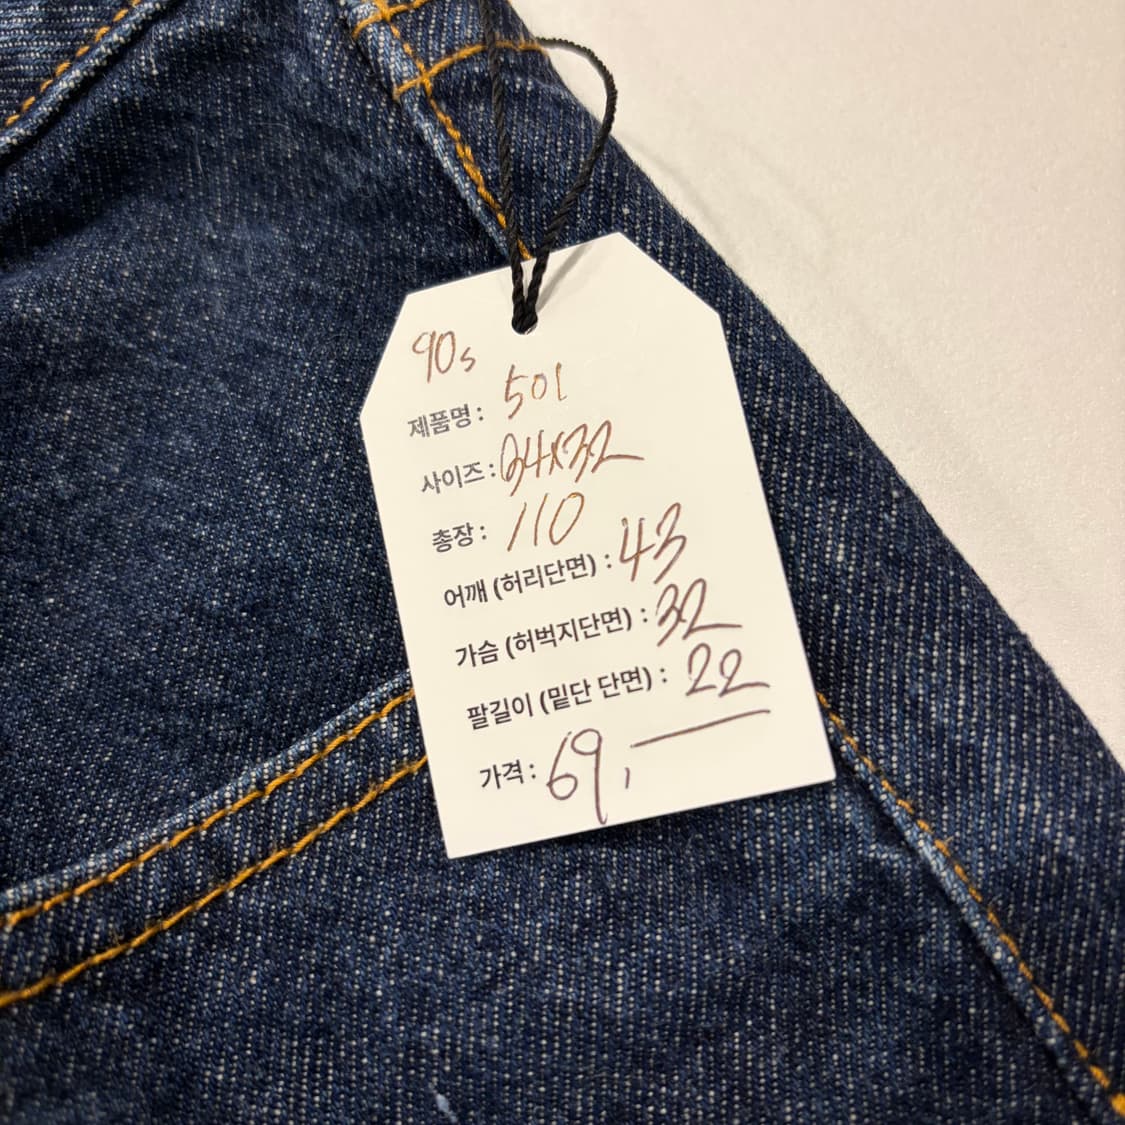 90s
제품명 : 501
사이즈 : 34x32
총장 : 110
어깨 (허리단면) : 43
가슴 (허벅지단면) : 32
팔길이 (밑단 단면) : 22
가격 : 69,—